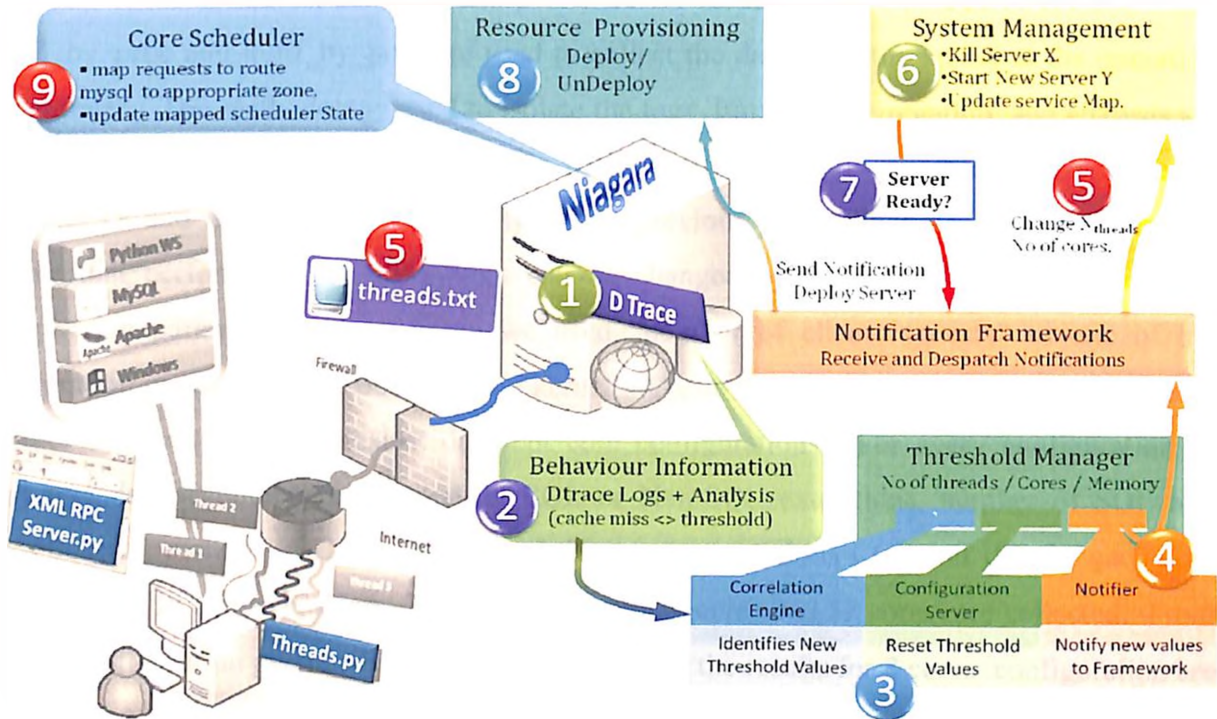 Core Scheduler
9
▪ map requests to route
mysql to appropriate zone.
▪update mapped scheduler State
Resource Provisioning
8
Deploy/
UnDeploy
System Management
6
•Kill Server X.
•Start New Server Y
•Update service Map.
7
Server
Ready?
5
Change Nthreads
No of cores.
Send Notification
Deploy Server
Notification Framework
Receive and Despatch Notifications
Niagara
1
D Trace
5
threads.txt
Python WS
MySQL
Apache
Apache
Windows
Firewall
Internet
XML RPC
Server.py
Thread 2
Thread 1
Thread 3
Threads.py
2
Behaviour Information
Dtrace Logs + Analysis
(cache miss <> threshold)
Threshold Manager
No of threads / Cores / Memory
4
Correlation
Engine
Configuration
Server
Notifier
Identifies New
Threshold Values
Reset Threshold
Values
Notify new values
to Framework
3